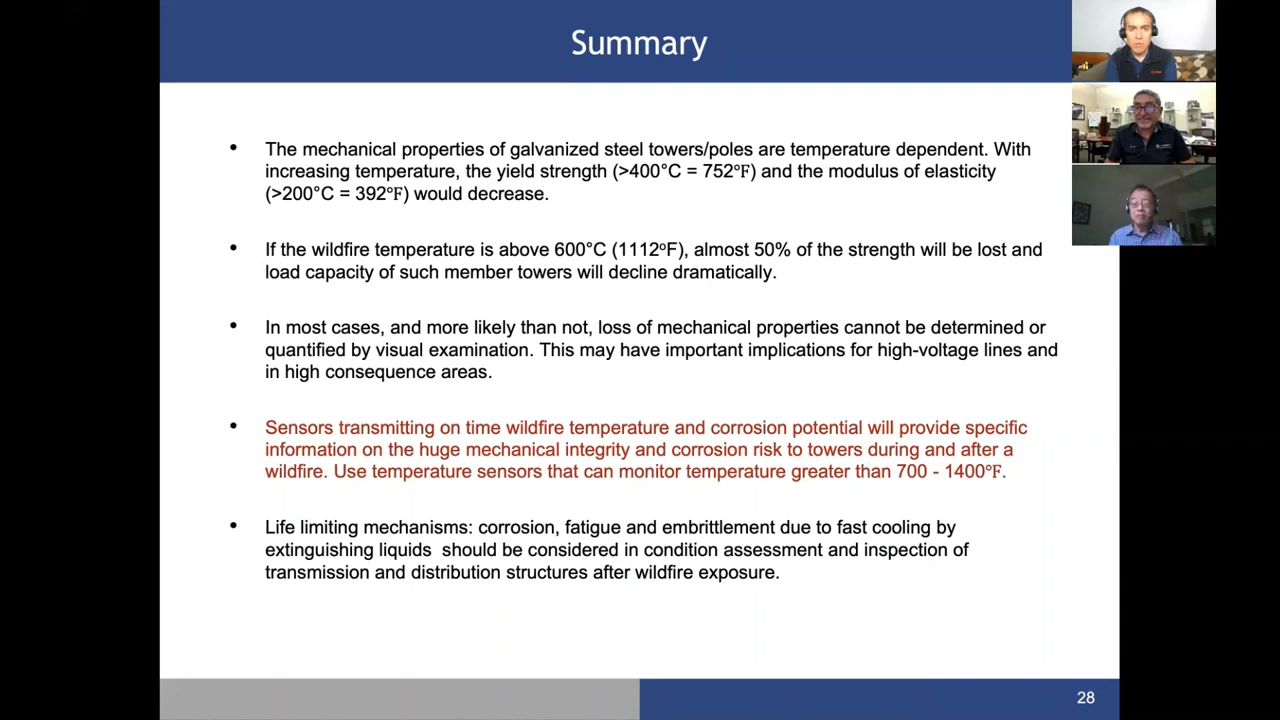 Summary
• The mechanical properties of galvanized steel towers/poles are temperature dependent. With
increasing temperature, the yield strength (>400°C = 752°F) and the modulus of elasticity
(>200°C = 392°F) would decrease.
• If the wildfire temperature is above 600°C (1112°F), almost 50% of the strength will be lost and
load capacity of such member towers will decline dramatically.
• In most cases, and more likely than not, loss of mechanical properties cannot be determined or
quantified by visual examination. This may have important implications for high-voltage lines and
in high consequence areas.
• Sensors transmitting on time wildfire temperature and corrosion potential will provide specific
information on the huge mechanical integrity and corrosion risk to towers during and after a
wildfire. Use temperature sensors that can monitor temperature greater than 700 - 1400°F.
• Life limiting mechanisms: corrosion, fatigue and embrittlement due to fast cooling by
extinguishing liquids should be considered in condition assessment and inspection of
transmission and distribution structures after wildfire exposure.
28